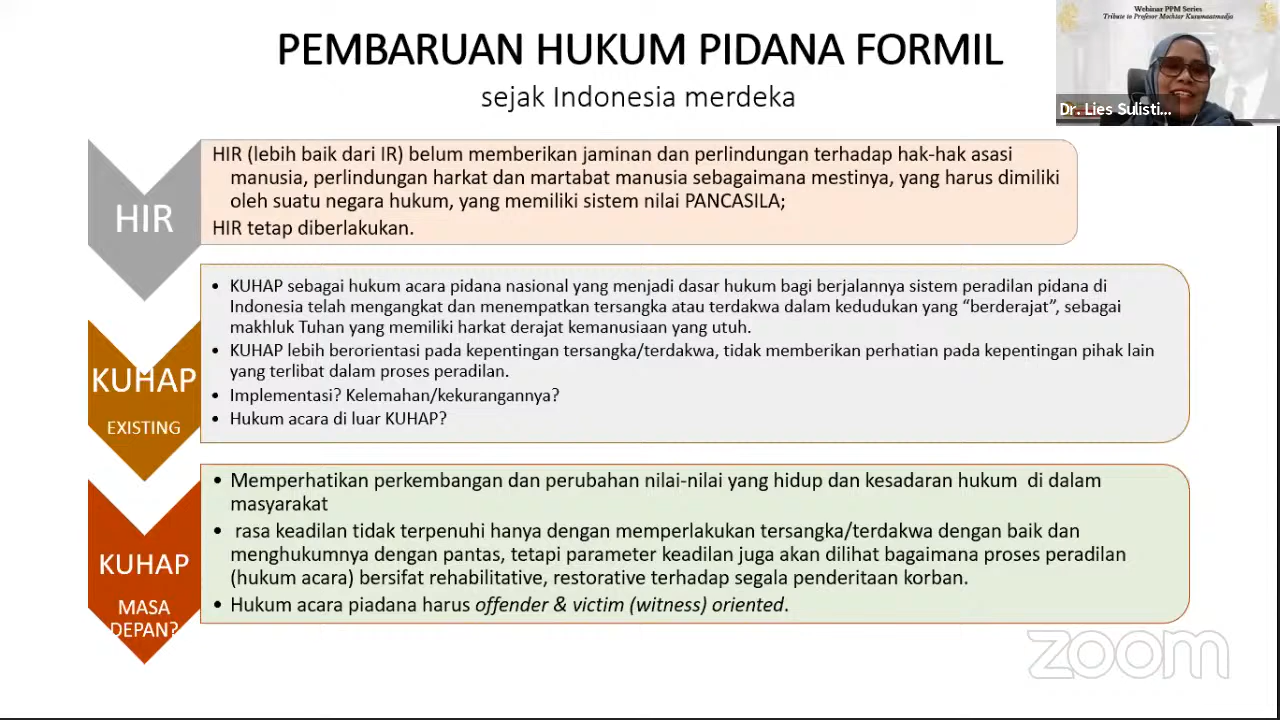 PEMBARUAN HUKUM PIDANA FORMIL
sejak Indonesia merdeka
Webinar PPM Series
Tribute to Profesor Mochtar Kusumaatmadja
Dr. Lies Sulisti...
HIR
HIR (lebih baik dari IR) belum memberikan jaminan dan perlindungan terhadap hak-hak asasi
manusia, perlindungan harkat dan martabat manusia sebagaimana mestinya, yang harus dimiliki
oleh suatu negara hukum, yang memiliki sistem nilai PANCASILA;
HIR tetap diberlakukan.
KUHAP
EXISTING
• KUHAP sebagai hukum acara pidana nasional yang menjadi dasar hukum bagi berjalannya sistem peradilan pidana di
Indonesia telah mengangkat dan menempatkan tersangka atau terdakwa dalam kedudukan yang “berderajat”, sebagai
makhluk Tuhan yang memiliki harkat derajat kemanusiaan yang utuh.
• KUHAP lebih berorientasi pada kepentingan tersangka/terdakwa, tidak memberikan perhatian pada kepentingan pihak lain
yang terlibat dalam proses peradilan.
• Implementasi? Kelemahan/kekurangannya?
• Hukum acara di luar KUHAP?
KUHAP
MASA
DEPAN?
• Memperhatikan perkembangan dan perubahan nilai-nilai yang hidup dan kesadaran hukum di dalam
masyarakat
• rasa keadilan tidak terpenuhi hanya dengan memperlakukan tersangka/terdakwa dengan baik dan
menghukumnya dengan pantas, tetapi parameter keadilan juga akan dilihat bagaimana proses peradilan
(hukum acara) bersifat rehabilitative, restorative terhadap segala penderitaan korban.
• Hukum acara piadana harus offender & victim (witness) oriented.
zoom